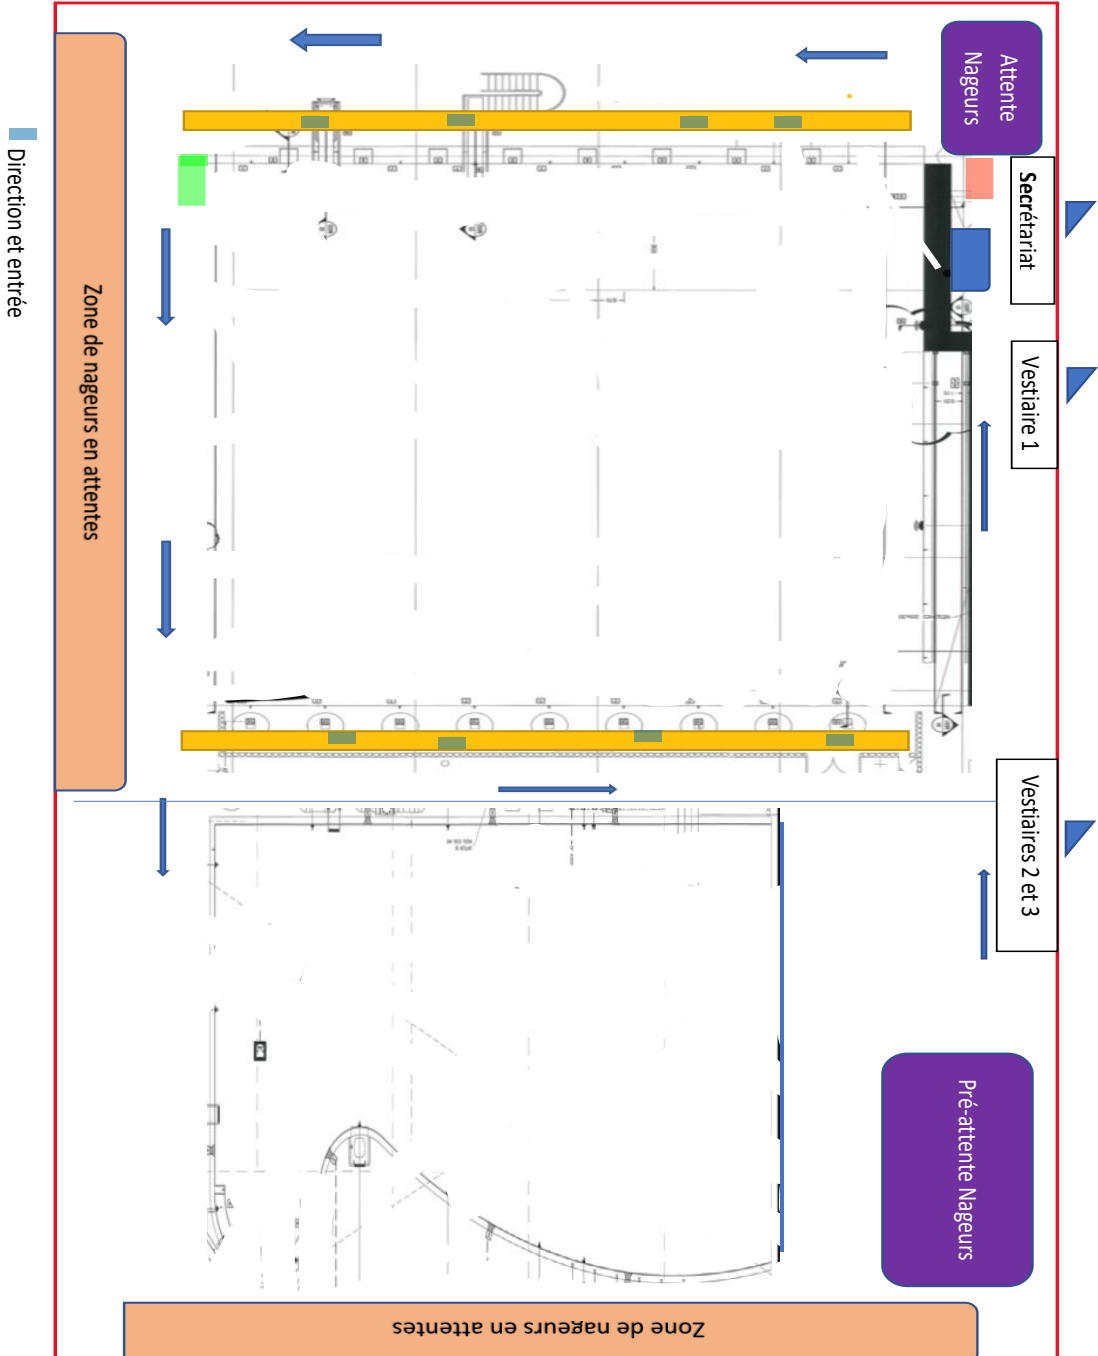 Attente
Nageurs
Secrétariat
Vestiaire 1
Vestiaires 2 et 3
Pré-attente Nageurs
Zone de nageurs en attentes
Direction et entrée
Zone de nageurs en attentes